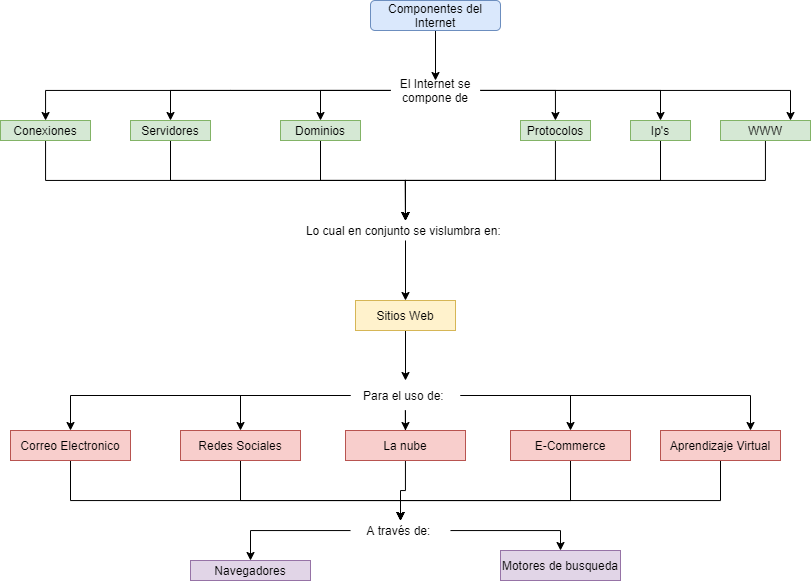 Componentes del
Internet
El Internet se
compone de
Conexiones
Servidores
Dominios
Protocolos
Ip's
WWW
Lo cual en conjunto se vislumbra en:
Sitios Web
Para el uso de:
Correo Electronico
Redes Sociales
La nube
E-Commerce
Aprendizaje Virtual
A través de:
Navegadores
Motores de busqueda